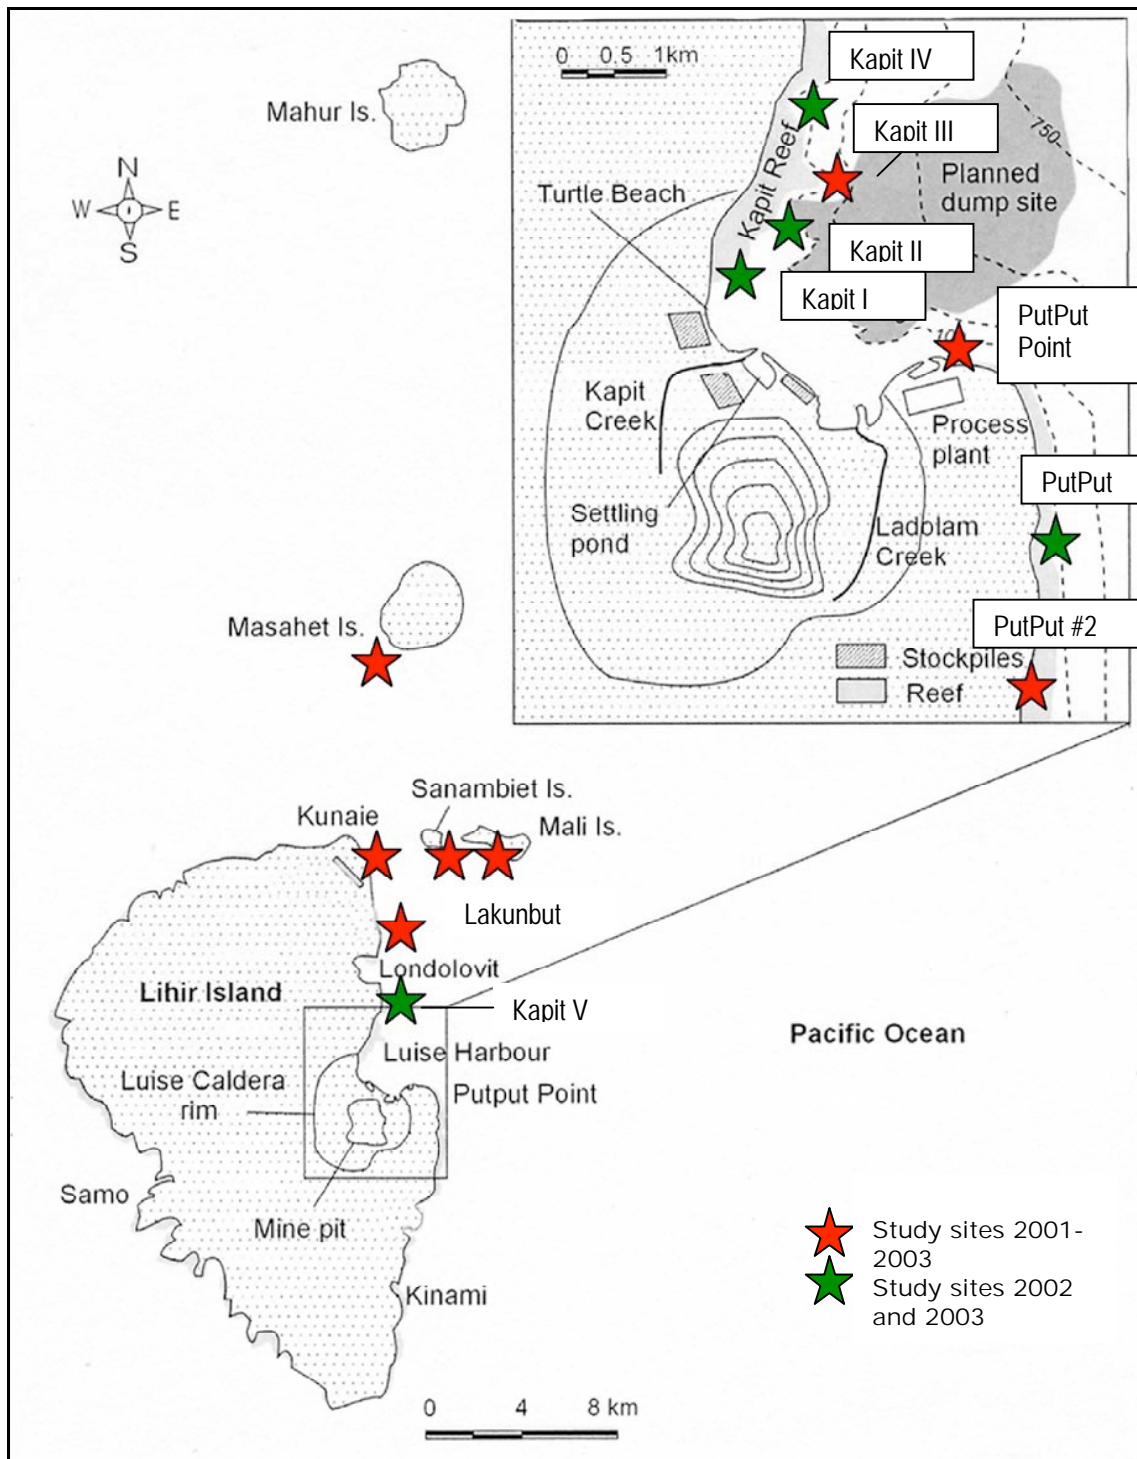 0 0.5 1km
Kapit IV
Mahur Is.
Kapit III
750
N
W E
S
Kapit Reef
Planned
dump site
Turtle Beach
Kapit II
Kapit I
PutPut
Point
Kapit
Creek
Process
plant
PutPut
Settling
pond
Ladolam
Creek
Masahet Is.
PutPut #2
Stockpiles
Reef
Sanambiet Is.
Kunaie
Mali Is.
Lakunbut
Londolovit
Lihir Island
Kapit V
Pacific Ocean
Luise Harbour
Luise Caldera
rim
Putput Point
Samo
Mine pit
Study sites 2001-
2003
Kinami
Study sites 2002
and 2003
0 4 8 km